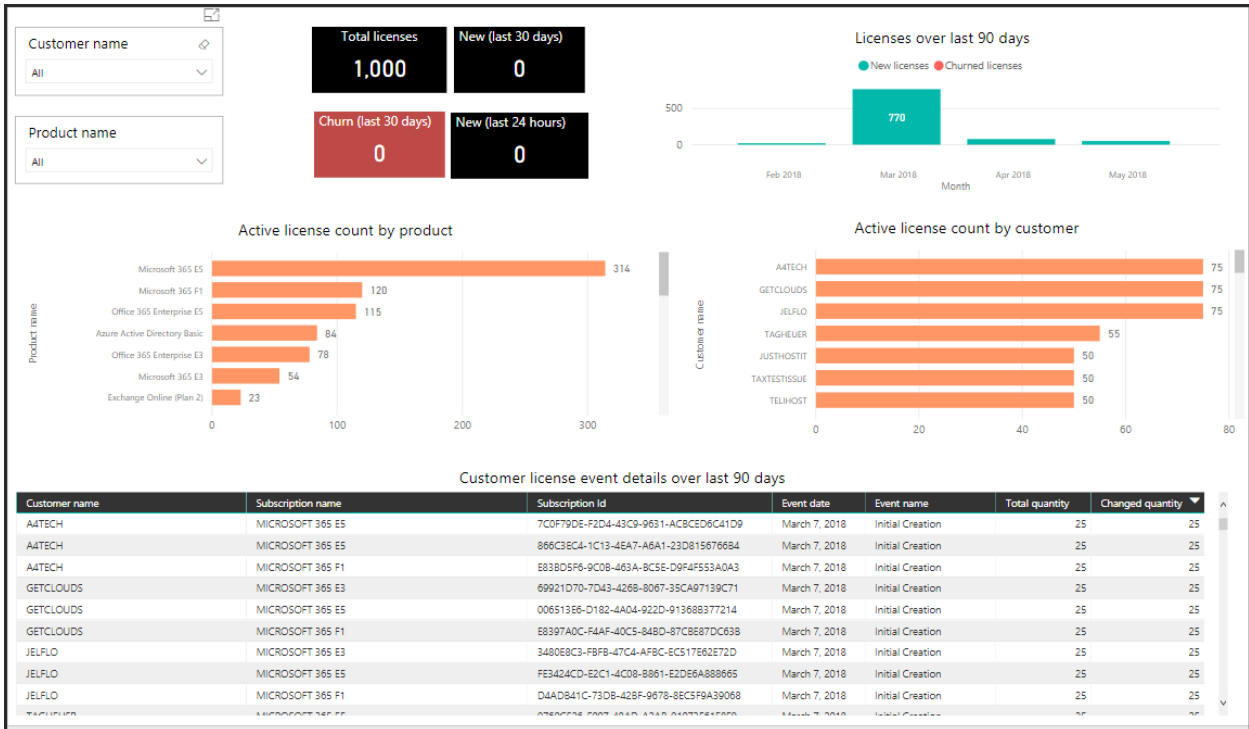 Customer name
All
Product name
All
Total licenses
1,000
New (last 30 days)
0
Churn (last 30 days)
0
New (last 24 hours)
0
Licenses over last 90 days
New licenses Churned licenses
500
0
770
Feb 2018 Mar 2018 Apr 2018 May 2018
Month
Active license count by product
Product name
Microsoft 365 E5 314
Microsoft 365 F1 120
Office 365 Enterprise E5 115
Azure Active Directory Basic 84
Office 365 Enterprise E3 78
Microsoft 365 E3 54
Exchange Online (Plan 2) 23
0 100 200 300
Active license count by customer
Customer name
A4TECH 75
GETCLOUDS 75
JELFLO 75
TAGHEUER 55
JUSTHOSTIT 50
TAXTESTISSUE 50
TELIHOST 50
0 20 40 60 80
Customer license event details over last 90 days
Customer name Subscription name Subscription Id Event date Event name Total quantity Changed quantity
A4TECH MICROSOFT 365 E5 7C0F79DE-F2D4-43C9-9631-ACBCED6C41D9 March 7, 2018 Initial Creation 25 25
A4TECH MICROSOFT 365 E5 866C3EC4-1C13-4EA7-A6A1-23D8156766B4 March 7, 2018 Initial Creation 25 25
A4TECH MICROSOFT 365 F1 E83BD5F6-9C0B-463A-BC5E-D9F4F553A0A3 March 7, 2018 Initial Creation 25 25
GETCLOUDS MICROSOFT 365 E3 69921D70-7D43-426B-8067-35CA97139C71 March 7, 2018 Initial Creation 25 25
GETCLOUDS MICROSOFT 365 E5 006513E6-D182-4A04-922D-91368B377214 March 7, 2018 Initial Creation 25 25
GETCLOUDS MICROSOFT 365 F1 E8397A0C-F4AF-40C5-84BD-87CBE87DC63B March 7, 2018 Initial Creation 25 25
JELFLO MICROSOFT 365 E3 3480E8C3-FBFB-47C4-AFBC-EC517E62E72D March 7, 2018 Initial Creation 25 25
JELFLO MICROSOFT 365 E5 FE3424CD-E2C1-4C08-B861-E2DE6A888665 March 7, 2018 Initial Creation 25 25
JELFLO MICROSOFT 365 F1 D4ADB41C-73DB-42BF-9678-8EC5F9A39068 March 7, 2018 Initial Creation 25 25